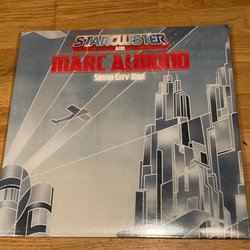 STARCLUSTER
AND
MARC ALMOND
SILVER CITY RIDE